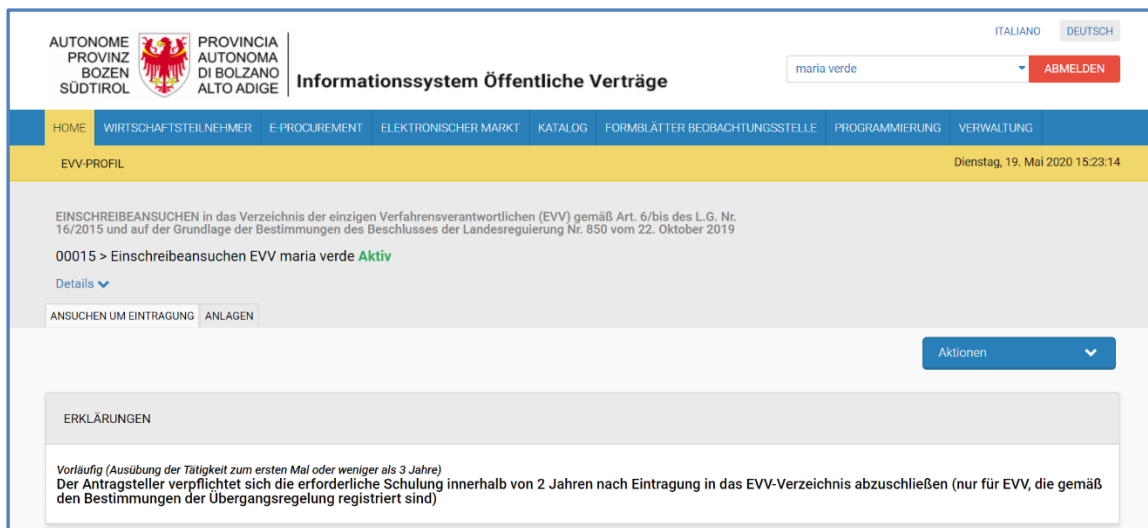 ITALIANO DEUTSCH
AUTONOME PROVINZ BOZEN SÜDTIROL
PROVINCIA AUTONOMA DI BOLZANO ALTO ADIGE
Informationssystem Öffentliche Verträge
maria verde ABMELDEN
HOME WIRTSCHAFTSTEILNEHMER E-PROCUREMENT ELEKTRONISCHER MARKT KATALOG FORMBLÄTTER BEOBACHTUNGSSTELLE PROGRAMMIERUNG VERWALTUNG
EVV-PROFIL Dienstag, 19. Mai 2020 15:23:14
EINSCHREIBEANSUCHEN in das Verzeichnis der einzigen Verfahrensverantwortlichen (EVV) gemäß Art. 6/bis des L.G. Nr.
16/2015 und auf der Grundlage der Bestimmungen des Beschlusses der Landesreguierung Nr. 850 vom 22. Oktober 2019
00015 > Einschreibeansuchen EVV maria verde Aktiv
Details
ANSUCHEN UM EINTRAGUNG ANLAGEN
Aktionen
ERKLÄRUNGEN
Vorläufig (Ausübung der Tätigkeit zum ersten Mal oder weniger als 3 Jahre)
Der Antragsteller verpflichtet sich die erforderliche Schulung innerhalb von 2 Jahren nach Eintragung in das EVV-Verzeichnis abzuschließen (nur für EVV, die gemäß
den Bestimmungen der Übergangsregelung registriert sind)